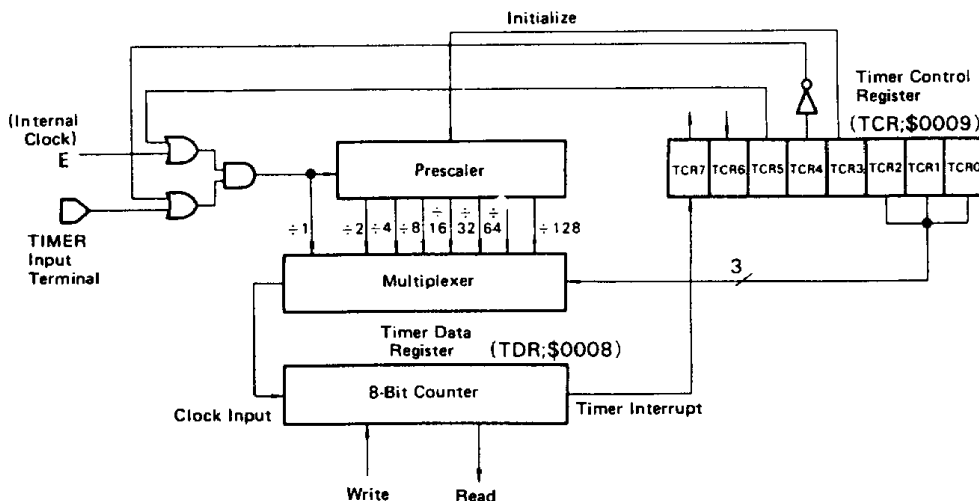 Initialize
(Internal
Clock)
E
TIMER
Input
Terminal
Prescaler
Timer Control
Register
(TCR;$0009)
TCR7
TCR6
TCR5
TCR4
TCR3
TCR2
TCR1
TCR0
÷1
÷2
÷4
÷8
÷
16
÷
32
÷
64
÷128
Multiplexer
3
Timer Data
Register
(TDR;$0008)
8-Bit Counter
Clock Input
Timer Interrupt
Write
Read